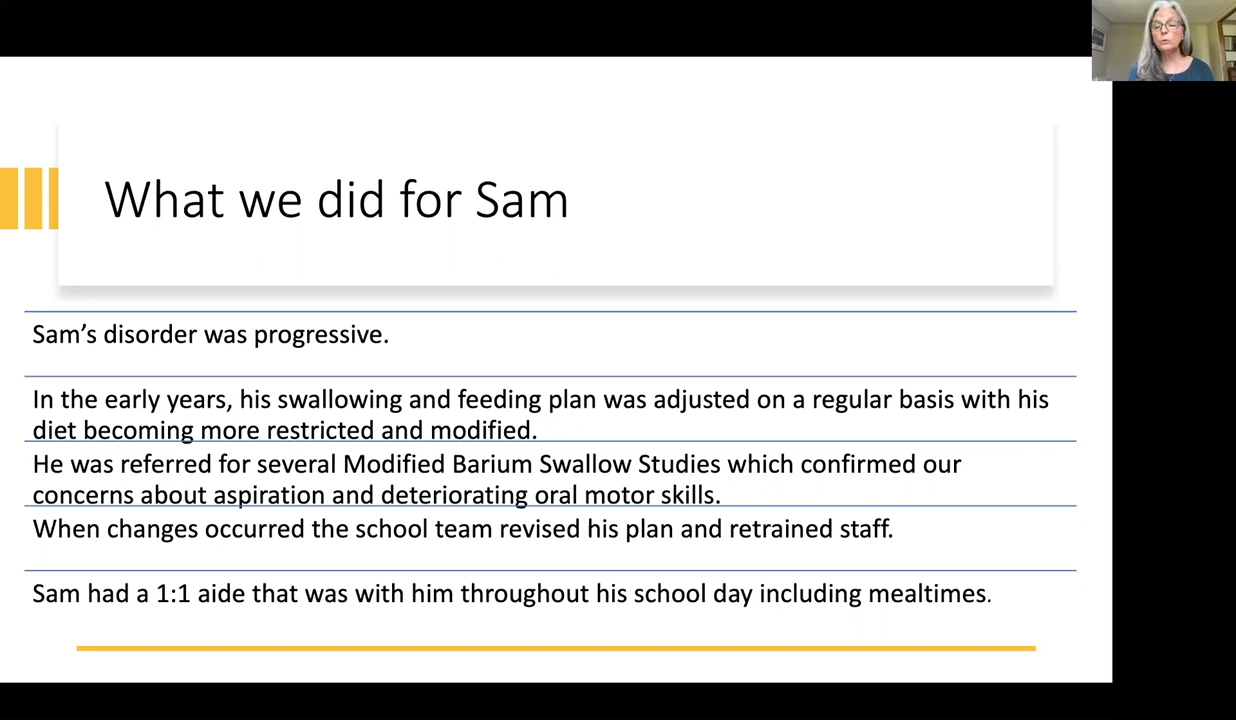 What we did for Sam
Sam’s disorder was progressive.
In the early years, his swallowing and feeding plan was adjusted on a regular basis with his
diet becoming more restricted and modified.
He was referred for several Modified Barium Swallow Studies which confirmed our
concerns about aspiration and deteriorating oral motor skills.
When changes occurred the school team revised his plan and retrained staff.
Sam had a 1:1 aide that was with him throughout his school day including mealtimes.